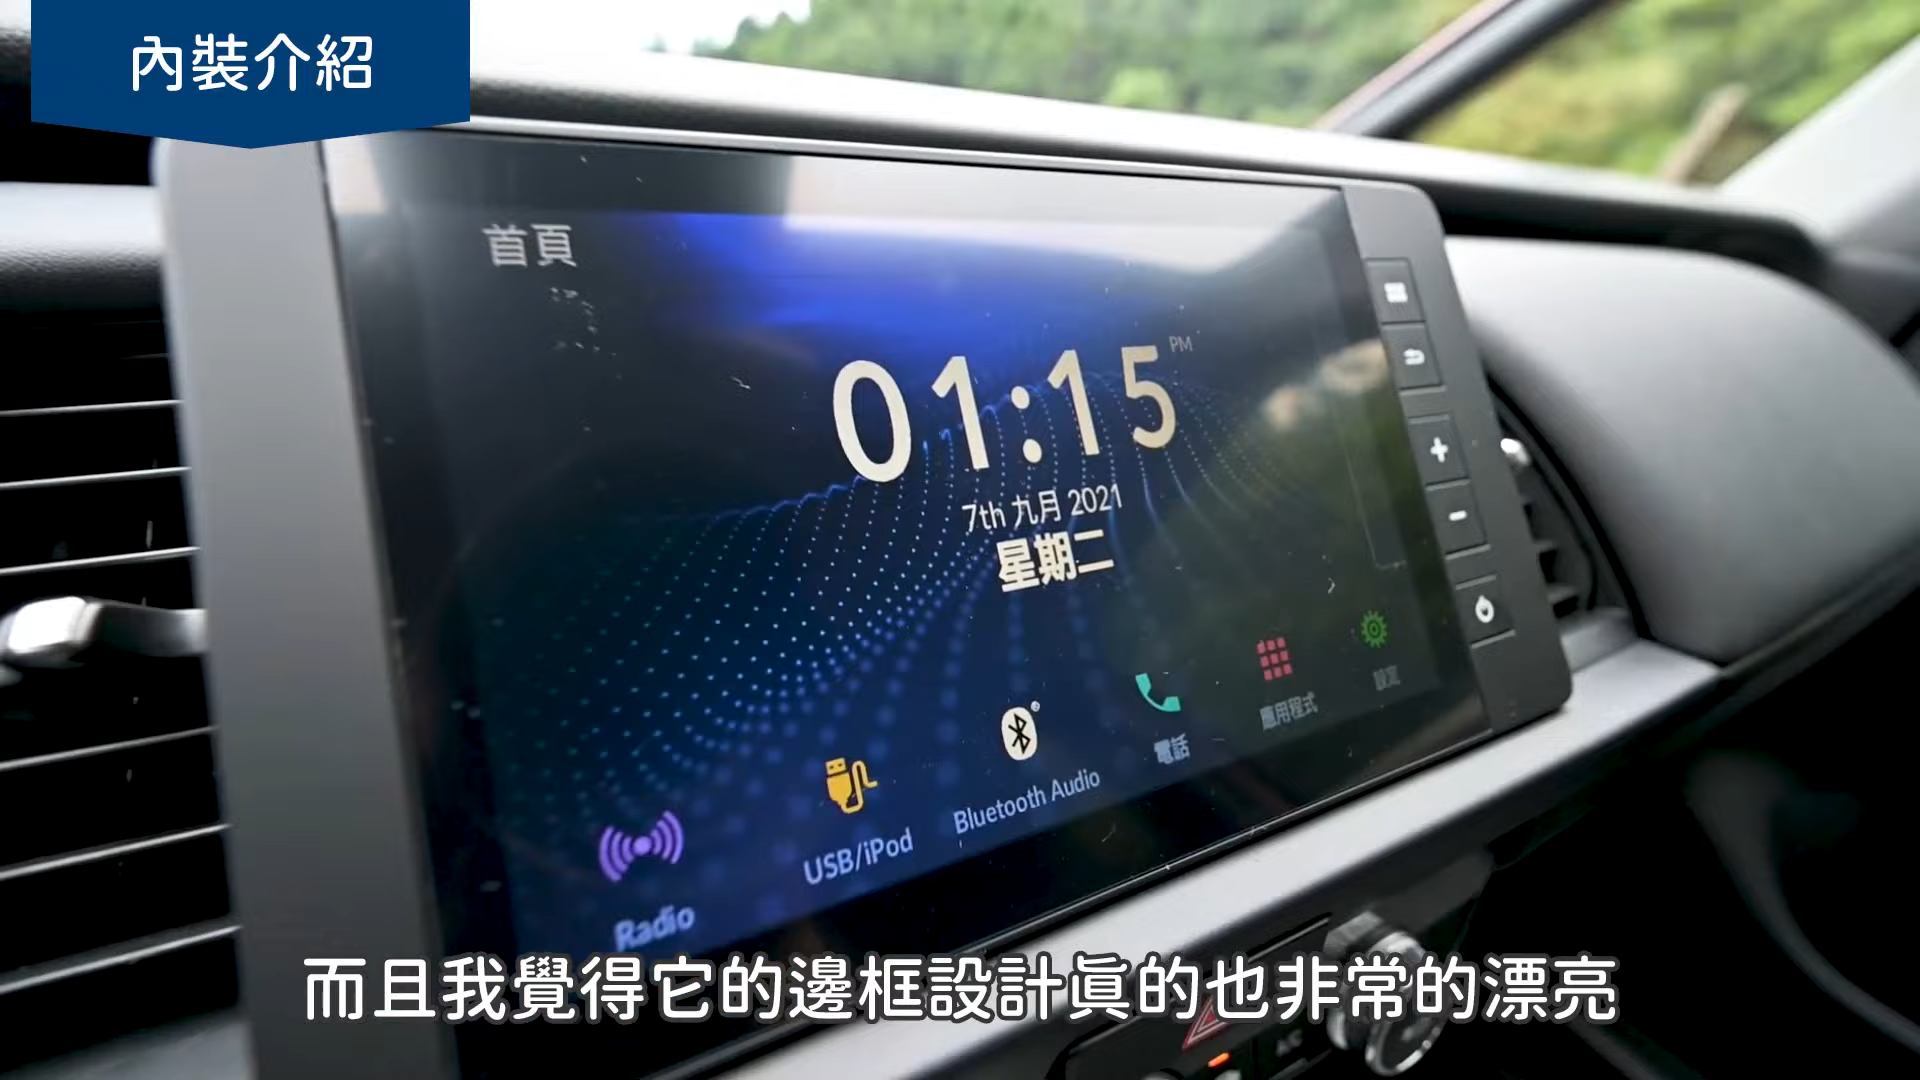 內裝介紹
首頁
01:15 PM
7th 九月 2021
星期二
Radio
USB/iPod
Bluetooth Audio
電話
應用程式
設定
而且我覺得它的邊框設計真的也非常的漂亮
A/C